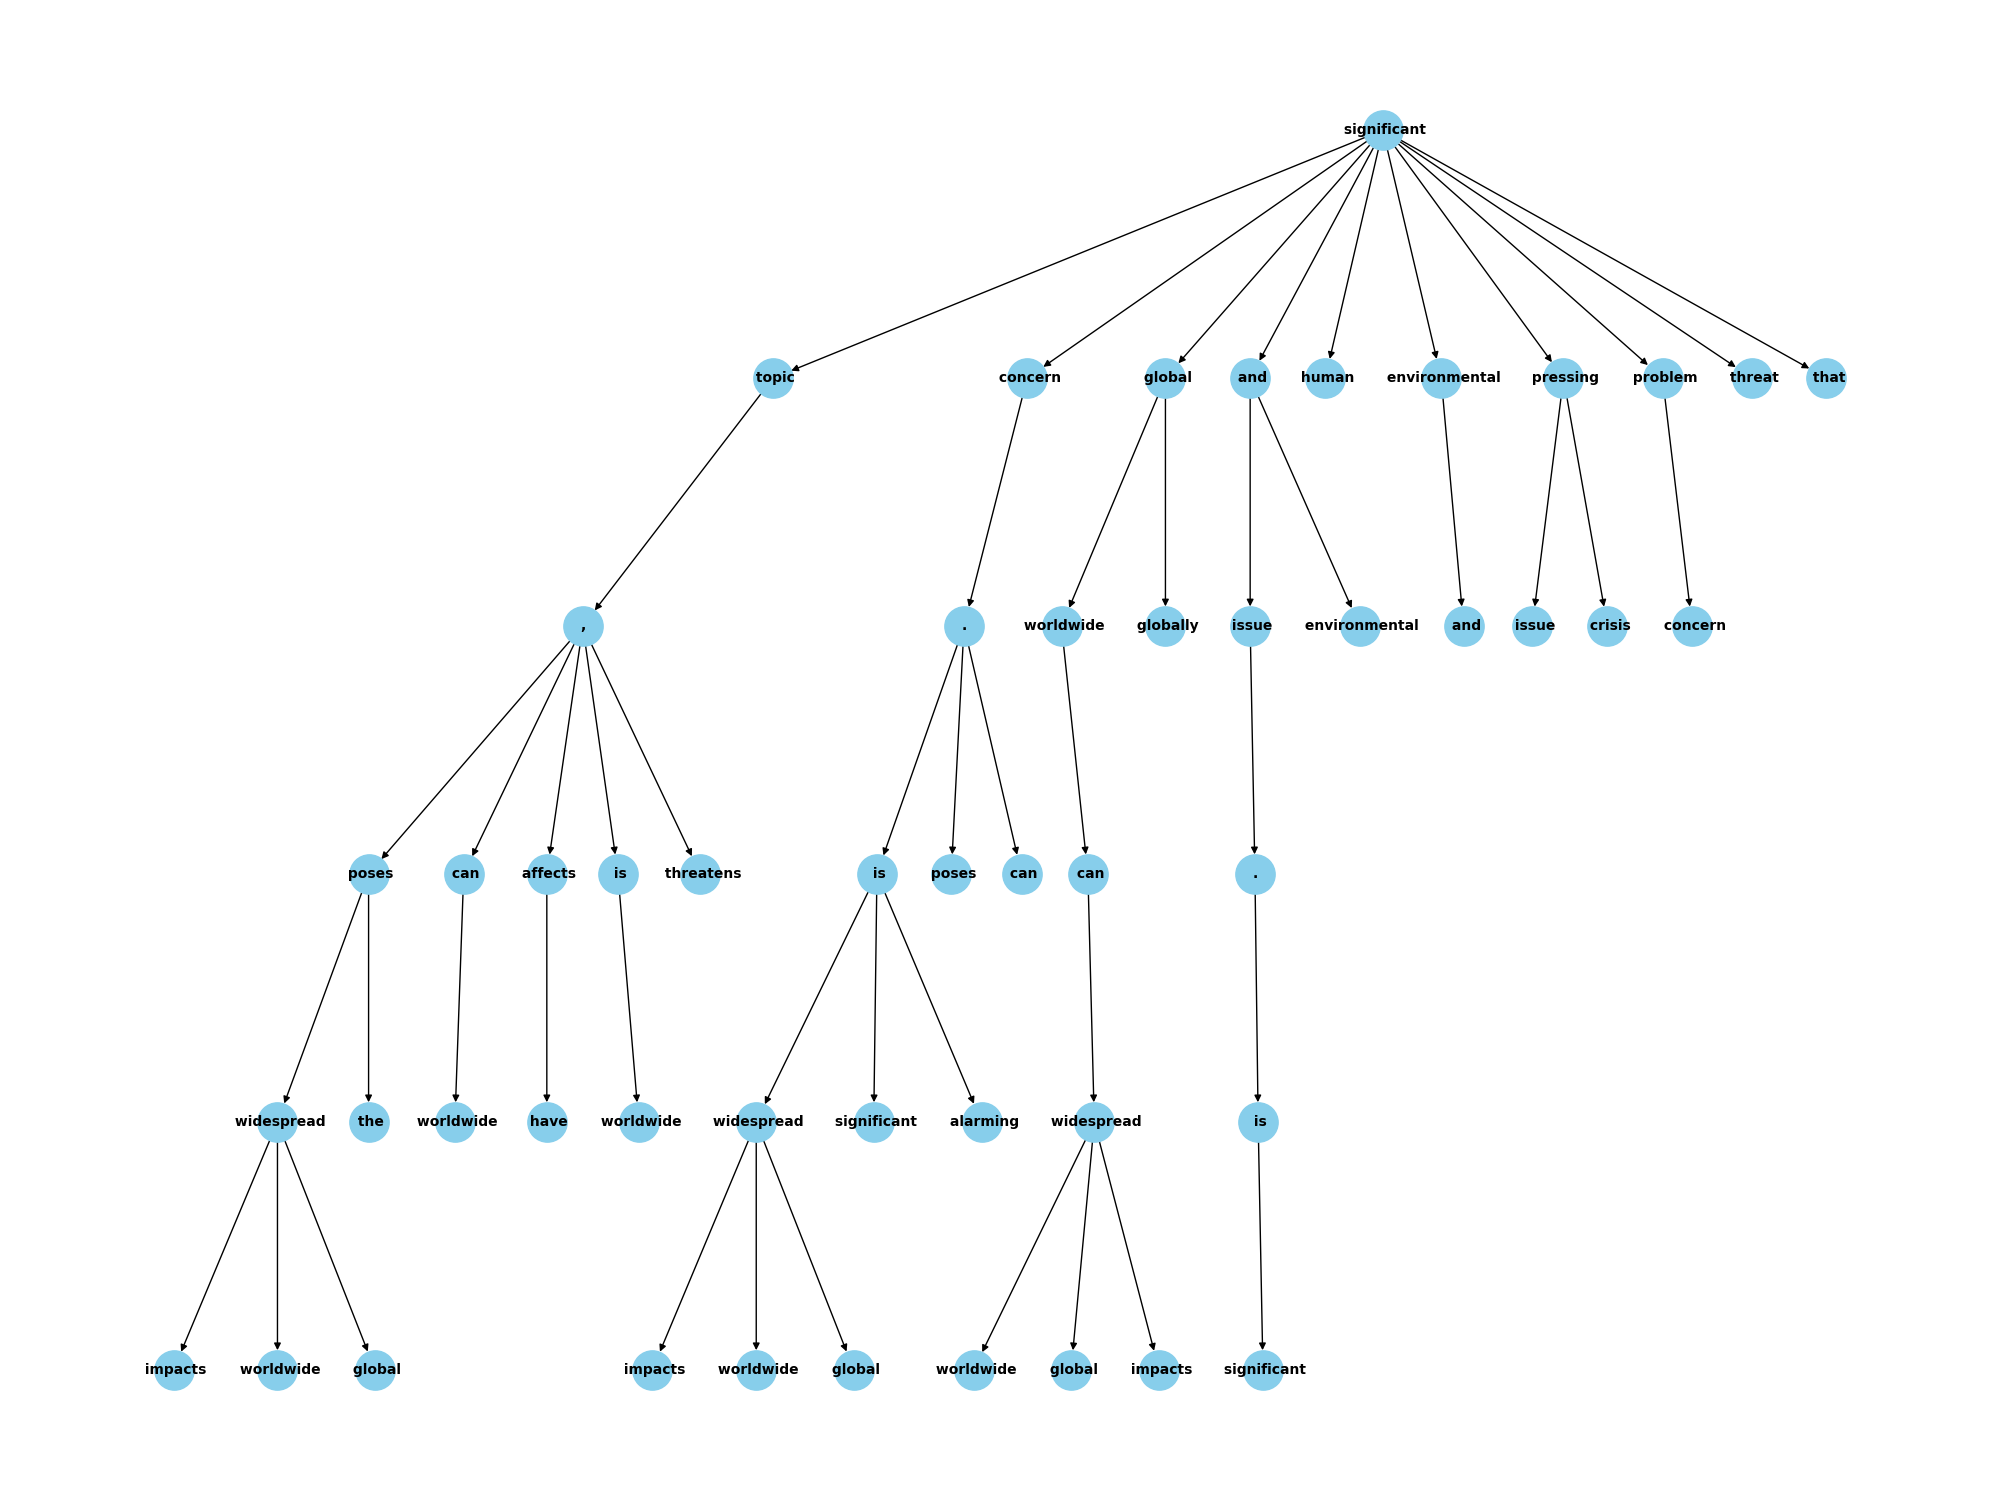 significant
topic concern global and human environmental pressing problem threat that
, . worldwide globally issue environmental and issue crisis concern
poses can affects is threatens is poses can can .
widespread the worldwide have worldwide widespread significant alarming widespread is
impacts worldwide global impacts worldwide global worldwide global impacts significant